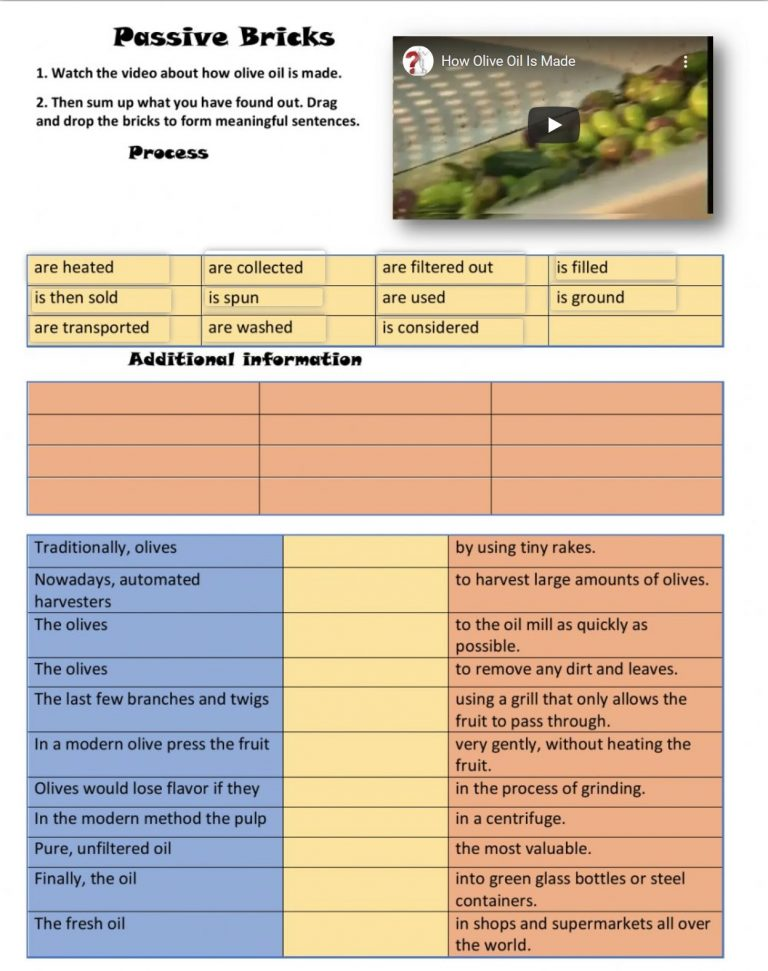 Passive Bricks
1. Watch the video about how olive oil is made.
2. Then sum up what you have found out. Drag
and drop the bricks to form meaningful sentences.
Process
How Olive Oil Is Made
are heated are collected are filtered out is filled
is then sold is spun are used is ground
are transported are washed is considered
Additional information
Traditionally, olives by using tiny rakes.
Nowadays, automated to harvest large amounts of olives.
harvesters
The olives to the oil mill as quickly as
possible.
The olives to remove any dirt and leaves.
The last few branches and twigs using a grill that only allows the
fruit to pass through.
In a modern olive press the fruit very gently, without heating the
fruit.
Olives would lose flavor if they in the process of grinding.
In the modern method the pulp in a centrifuge.
Pure, unfiltered oil the most valuable.
Finally, the oil into green glass bottles or steel
containers.
The fresh oil in shops and supermarkets all over
the world.